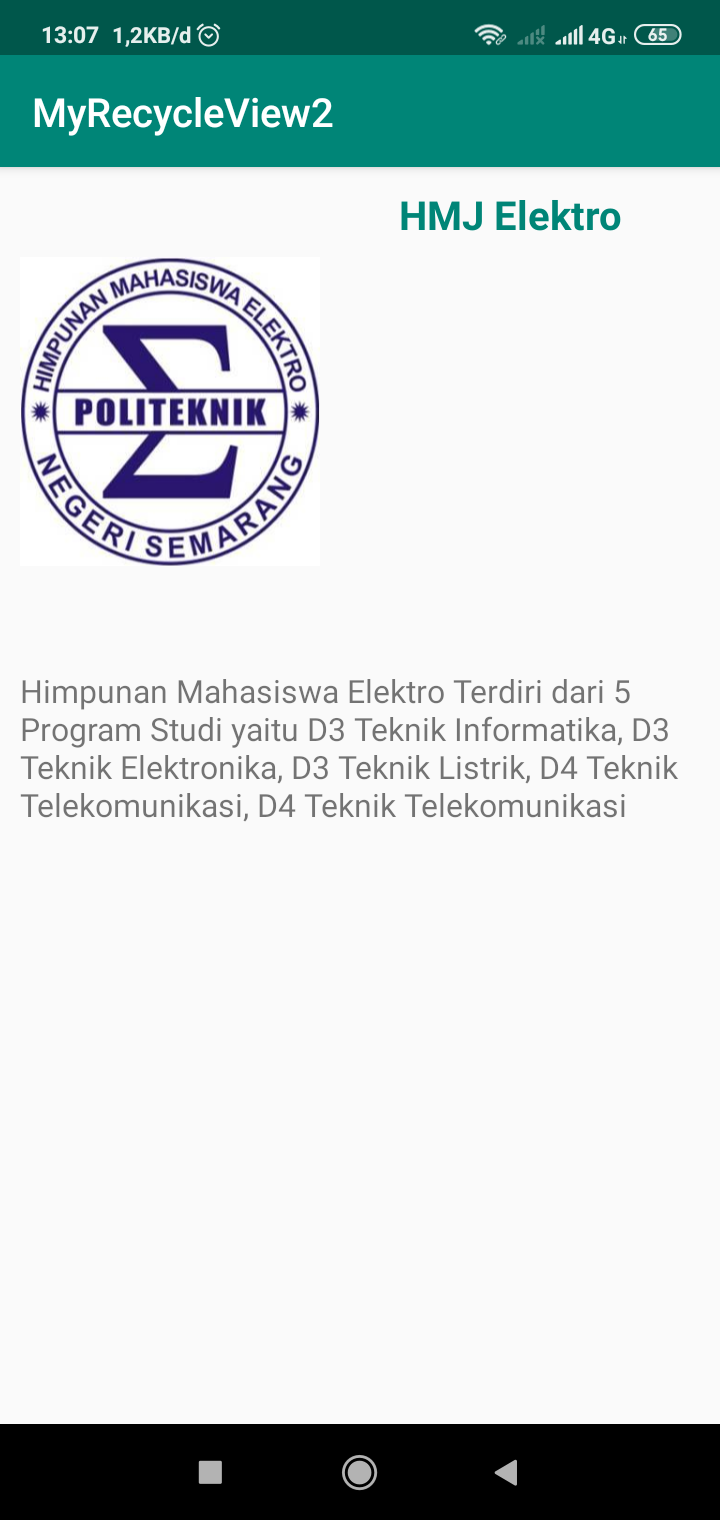 13:07 1,2KB/d 4G 65
MyRecycleView2
HMJ Elektro
HIMPUNAN MAHASISWA ELEKTRO
POLITEKNIK
NEGERI SEMARANG
Himpunan Mahasiswa Elektro Terdiri dari 5
Program Studi yaitu D3 Teknik Informatika, D3
Teknik Elektronika, D3 Teknik Listrik, D4 Teknik
Telekomunikasi, D4 Teknik Telekomunikasi